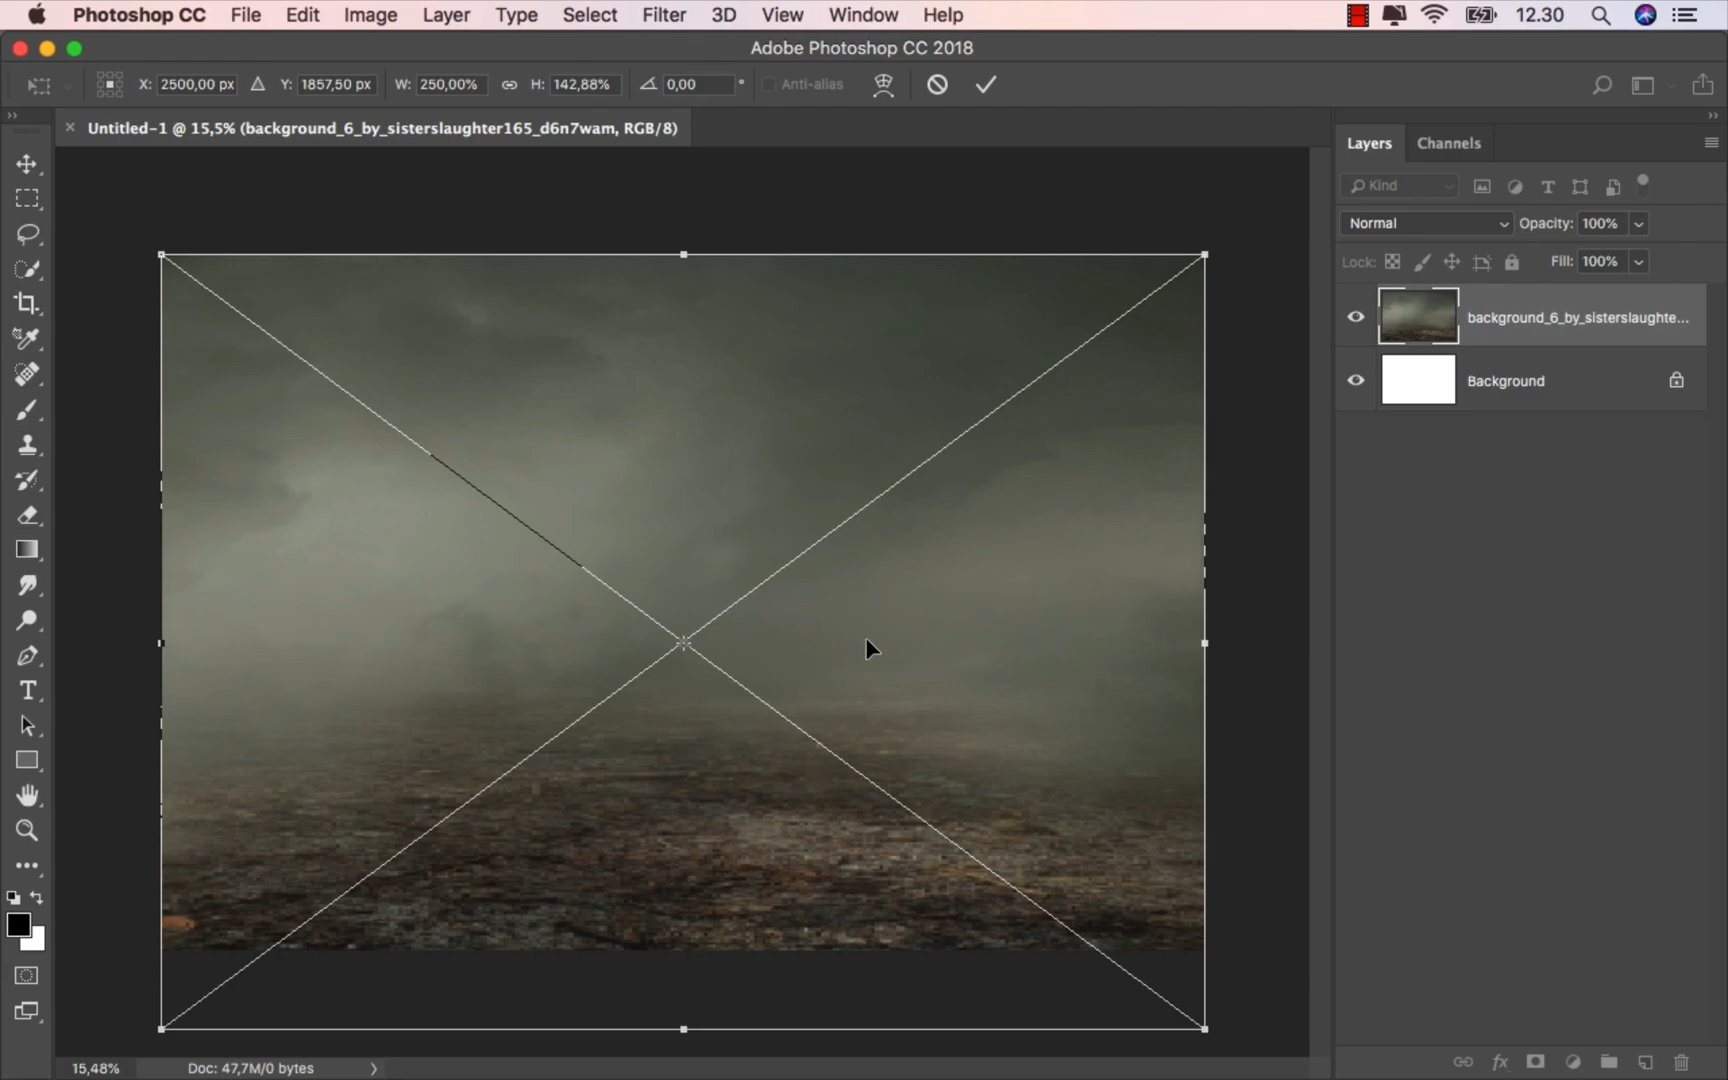 Photoshop CC File Edit Image Layer Type Select Filter 3D View Window Help 12.30
Adobe Photoshop CC 2018
X: 2500,00 px Y: 1857,50 px W: 250,00% H: 142,88% 0,00 ° Anti-alias
Untitled-1 @ 15,5% (background_6_by_sisterslaughter165_d6n7wam, RGB/8)
Layers Channels
Kind
Normal Opacity: 100%
Lock: Fill: 100%
background_6_by_sisterslaughte...
Background
15,48% Doc: 47,7M/0 bytes